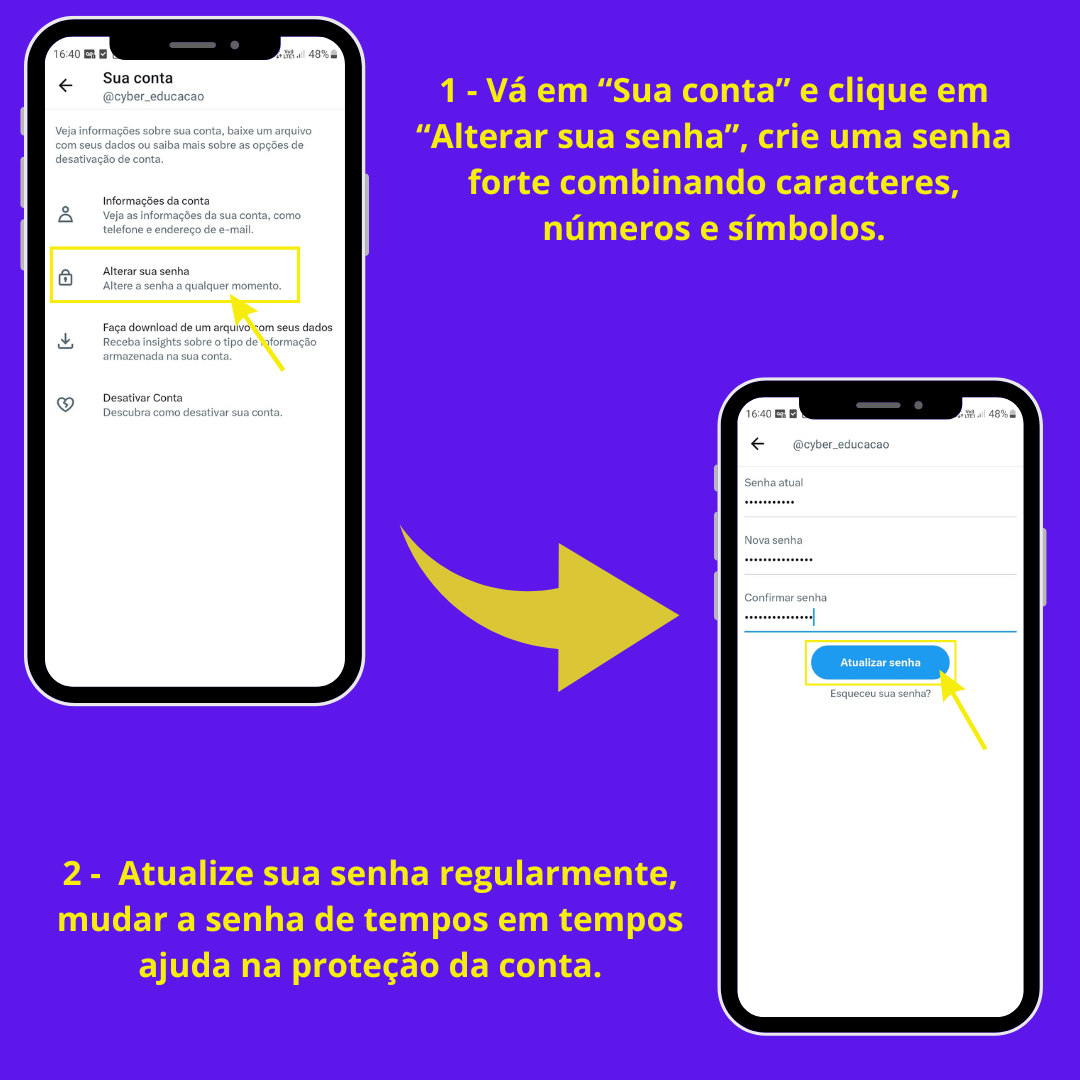 16:40
48%
Sua conta
@cyber_educacao
Veja informações sobre sua conta, baixe um arquivo
com seus dados ou saiba mais sobre as opções de
desativação de conta.
Informações da conta
Veja as informações da sua conta, como
telefone e endereço de e-mail.
Alterar sua senha
Altere a senha a qualquer momento.
Faça download de um arquivo com seus dados
Receba insights sobre o tipo de informação
armazenada na sua conta.
Desativar Conta
Descubra como desativar sua conta.
1 - Vá em “Sua conta” e clique em
“Alterar sua senha”, crie uma senha
forte combinando caracteres,
números e símbolos.
16:40
48%
@cyber_educacao
Senha atual
•••••••••••
Nova senha
•••••••••••••••
Confirmar senha
•••••••••••••••
Atualizar senha
Esqueceu sua senha?
2 - Atualize sua senha regularmente,
mudar a senha de tempos em tempos
ajuda na proteção da conta.